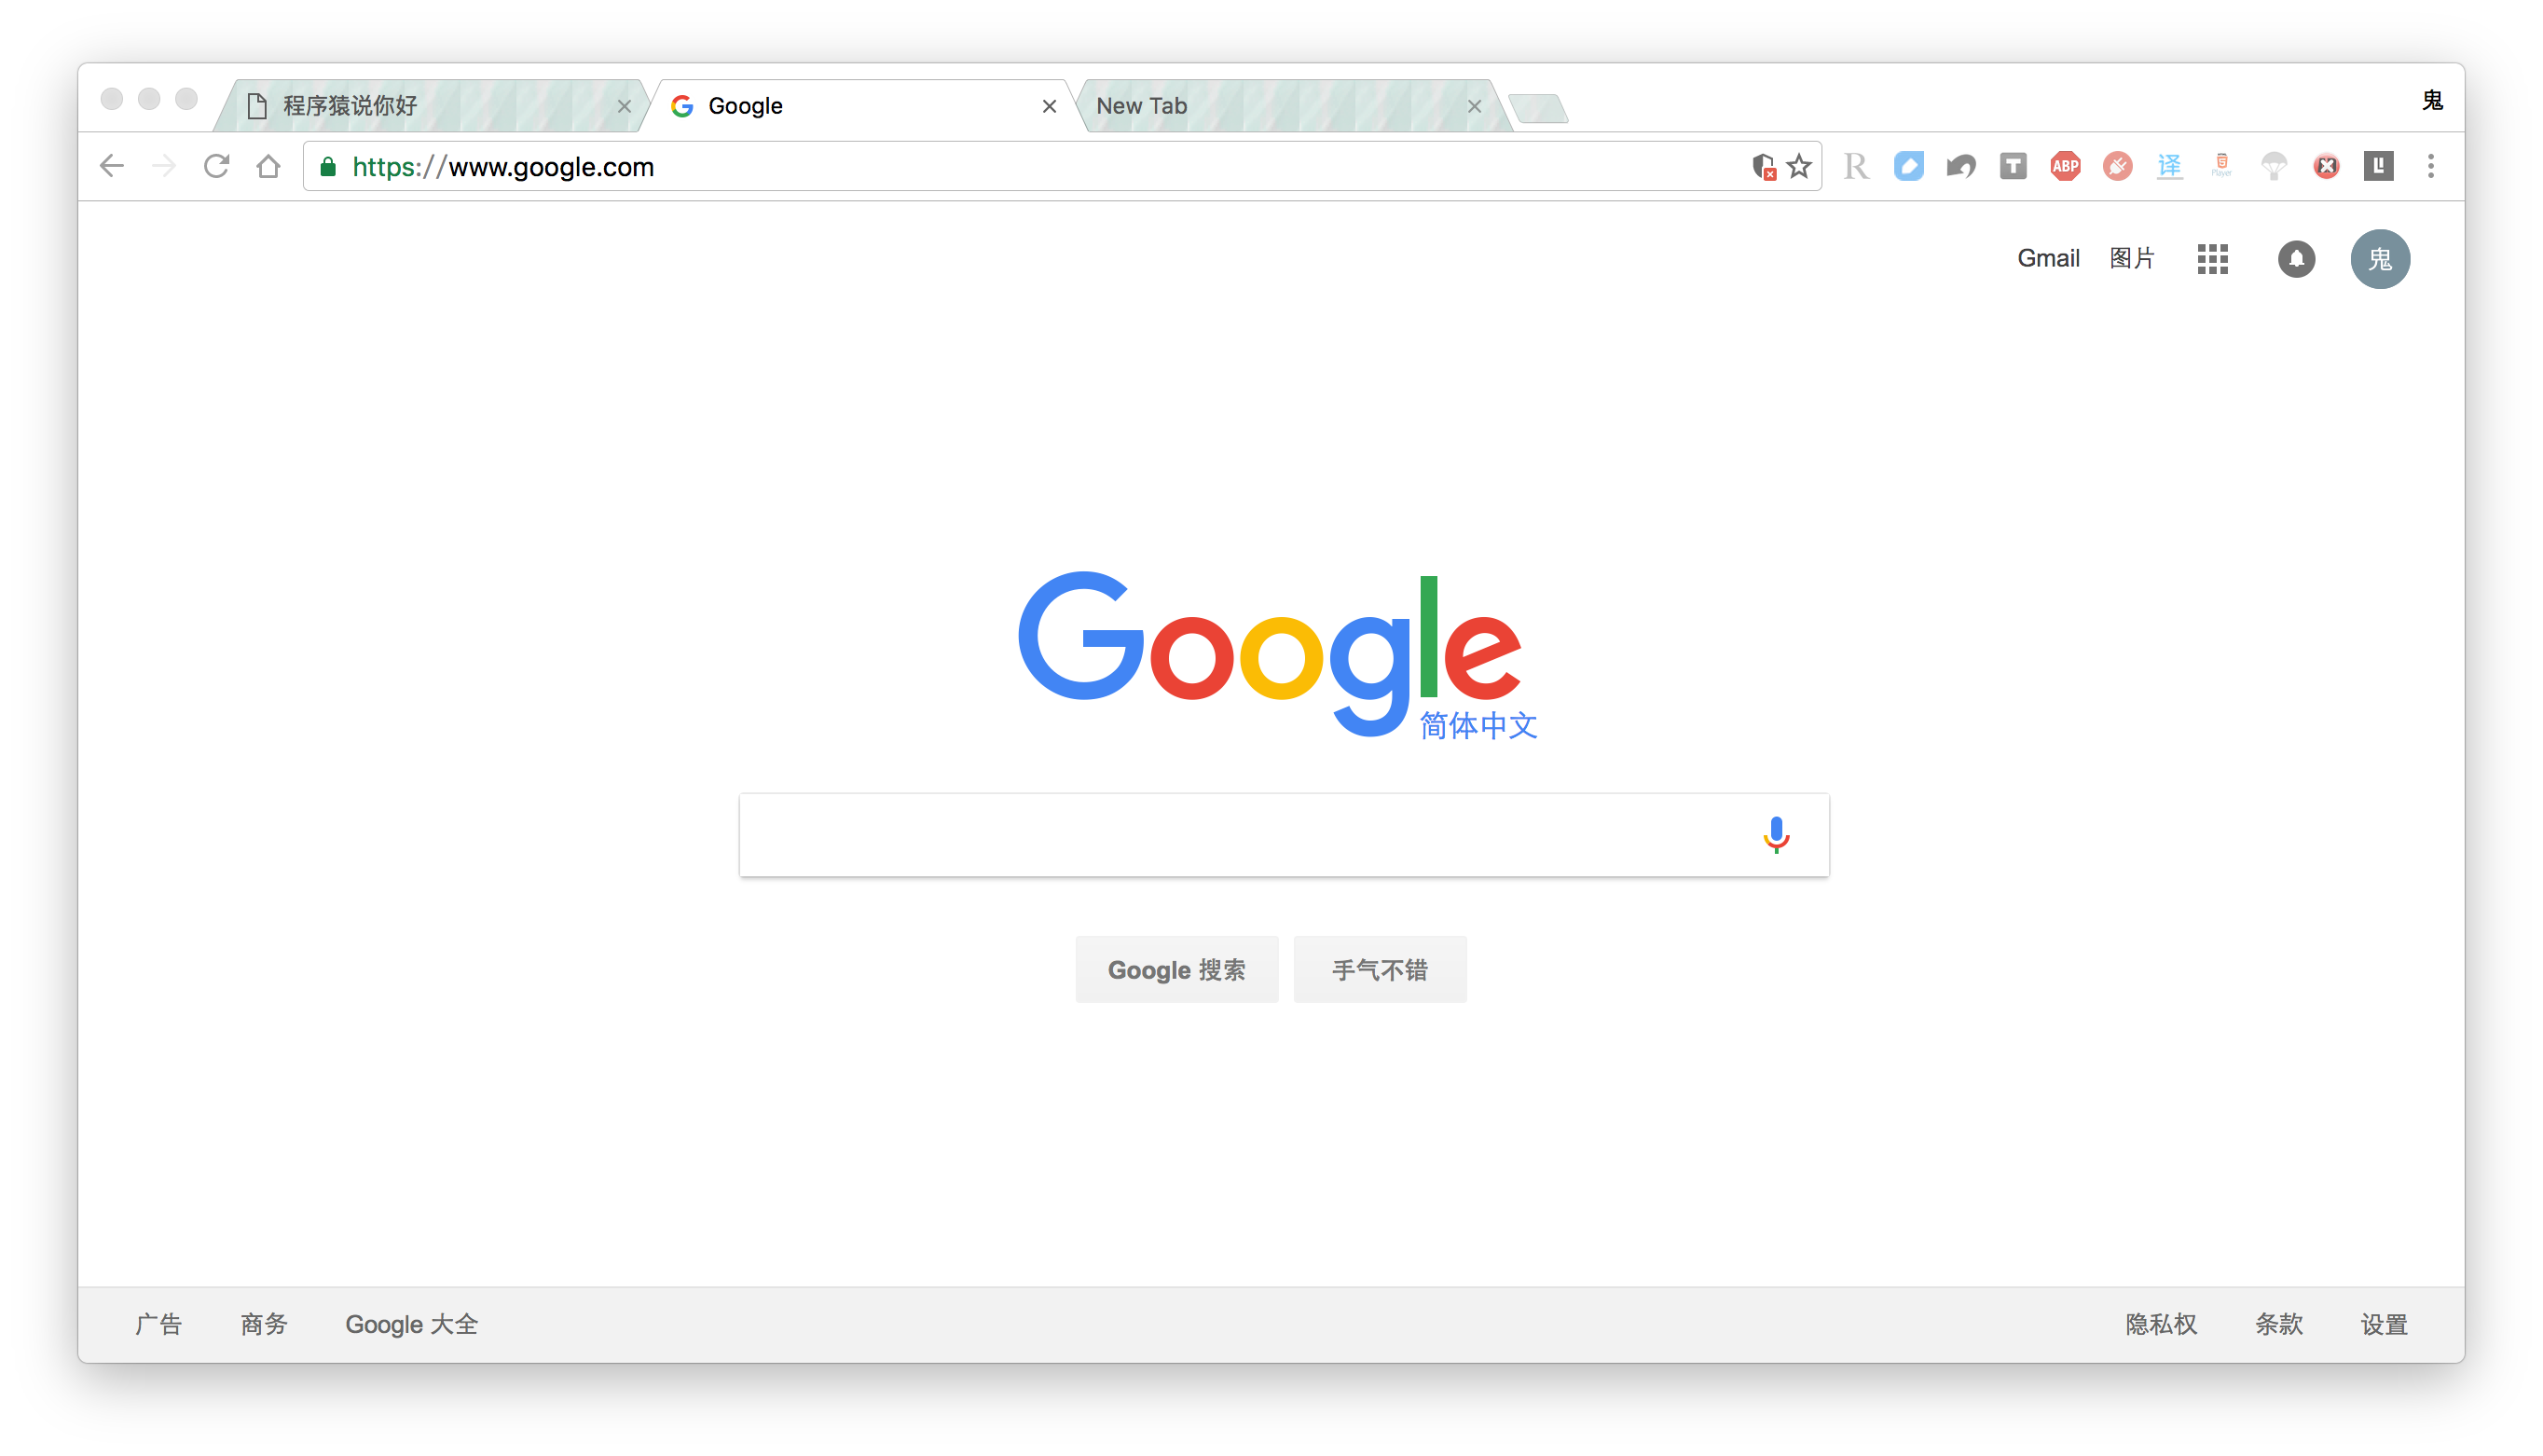 程序猿说你好
Google
New Tab
鬼
https://www.google.com
R
T
ABP
译
5
Player
Gmail
图片
鬼
Google
简体中文
Google 搜索
手气不错
广告
商务
Google 大全
隐私权
条款
设置